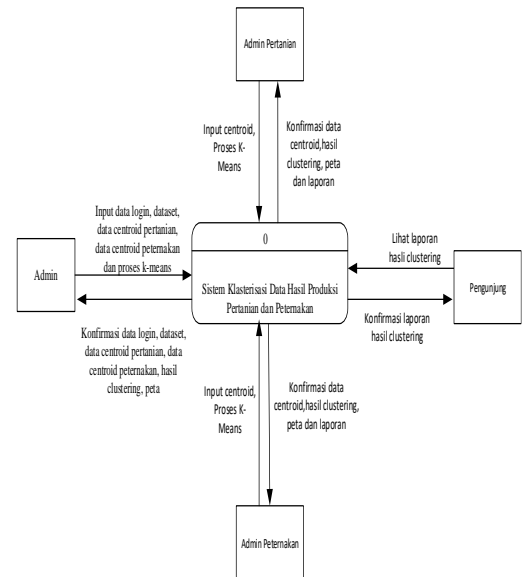 Admin Pertanian
Input centroid,
Proses K-
Means
Konfirmasi data
centroid,hasil
clustering, peta
dan laporan
Input data login, dataset,
data centroid pertanian,
data centroid peternakan
dan proses k-means
Admin
Konfirmasi data login, dataset,
data centroid pertanian, data
centroid peternakan, hasil
clustering, peta
0
Sistem Klasterisasi Data Hasil Produksi
Pertanian dan Peternakan
Lihat laporan
hasli clustering
Pengunjung
Konfirmasi laporan
hasil clustering
Input centroid,
Proses K-
Means
Konfirmasi data
centroid,hasil clustering,
peta dan laporan
Admin Peternakan